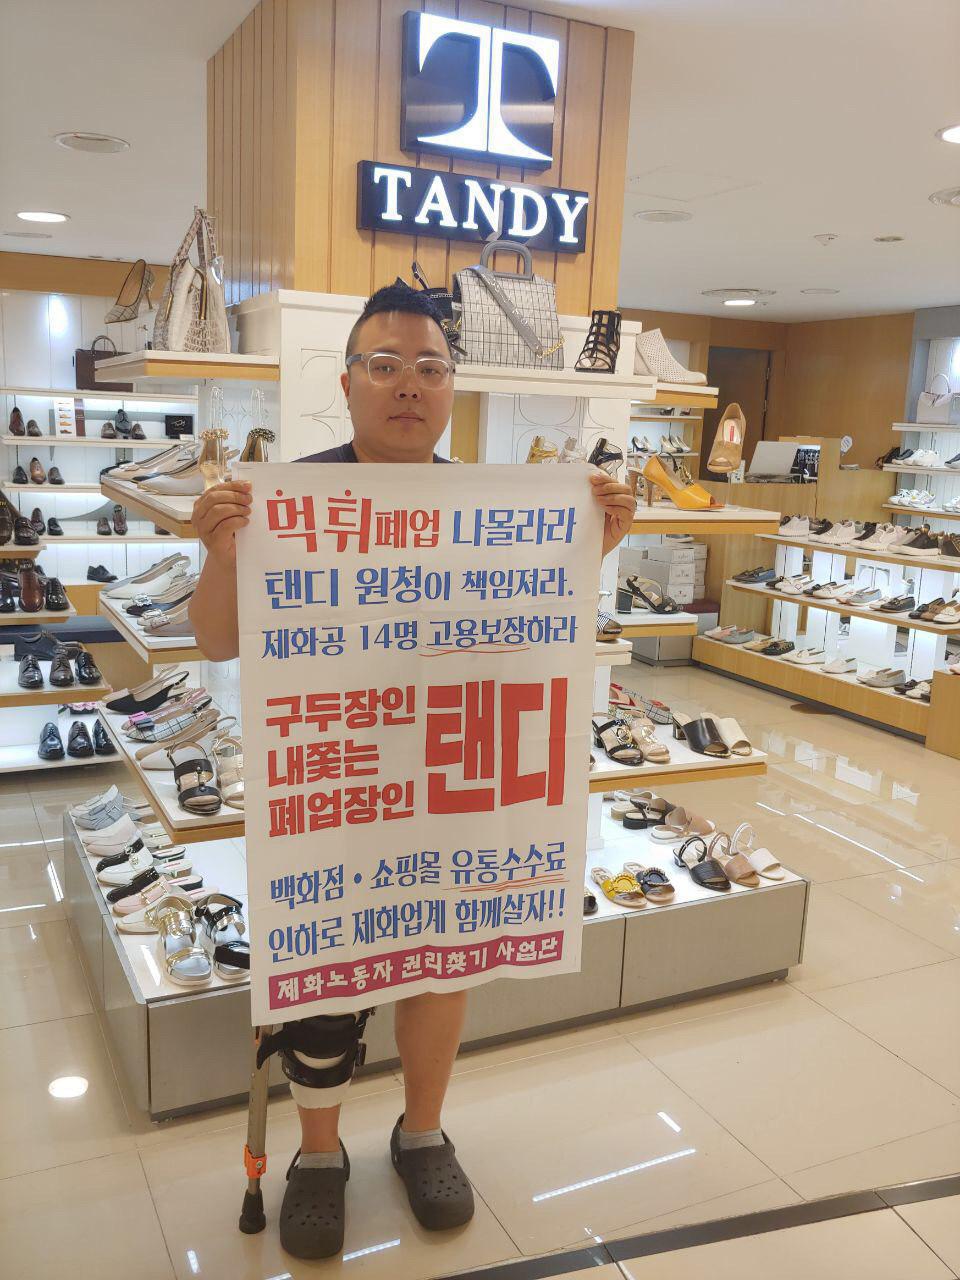 T
TANDY
먹튀폐업 나몰라라
탠디 원청이 책임져라.
제화공 14명 고용보장하라
구두장인
내쫓는
폐업장인
탠디
백화점·쇼핑몰 유통수수료
인하로 제화업계 함께살자!!
제화노동자 권리찾기 사업단